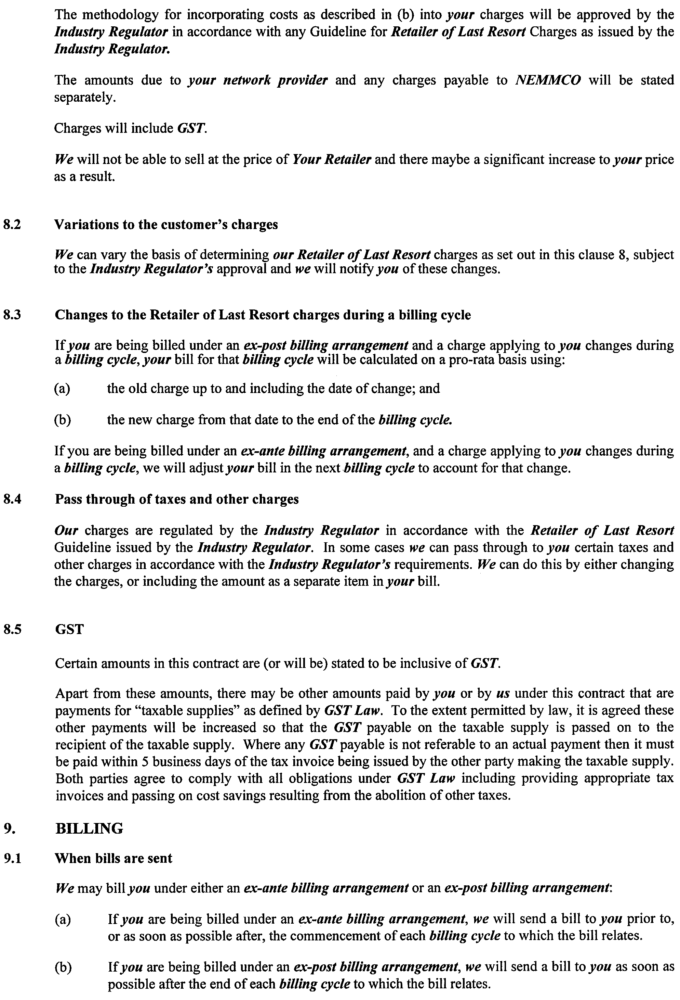 The methodology for incorporating costs as described in (b) into your charges will be approved by the
Industry Regulator in accordance with any Guideline for Retailer of Last Resort Charges as issued by the
Industry Regulator.
The amounts due to your network provider and any charges payable to NEMMCO will be stated
separately.
Charges will include GST.
We will not be able to sell at the price of Your Retailer and there maybe a significant increase to your price
as a result.
8.2 Variations to the customer's charges
We can vary the basis of determining our Retailer of Last Resort charges as set out in this clause 8, subject
to the Industry Regulator's approval and we will notify you of these changes.
8.3 Changes to the Retailer of Last Resort charges during a billing cycle
If you are being billed under an ex-post billing arrangement and a charge applying to you changes during
a billing cycle, your bill for that billing cycle will be calculated on a pro-rata basis using:
(a) the old charge up to and including the date of change; and
(b) the new charge from that date to the end of the billing cycle.
If you are being billed under an ex-ante billing arrangement, and a charge applying to you changes during
a billing cycle, we will adjust your bill in the next billing cycle to account for that change.
8.4 Pass through of taxes and other charges
Our charges are regulated by the Industry Regulator in accordance with the Retailer of Last Resort
Guideline issued by the Industry Regulator. In some cases we can pass through to you certain taxes and
other charges in accordance with the Industry Regulator's requirements. We can do this by either changing
the charges, or including the amount as a separate item in your bill.
8.5 GST
Certain amounts in this contract are (or will be) stated to be inclusive of GST.
Apart from these amounts, there may be other amounts paid by you or by us under this contract that are
payments for “taxable supplies” as defined by GST Law. To the extent permitted by law, it is agreed these
other payments will be increased so that the GST payable on the taxable supply is passed on to the
recipient of the taxable supply. Where any GST payable is not referable to an actual payment then it must
be paid within 5 business days of the tax invoice being issued by the other party making the taxable supply.
Both parties agree to comply with all obligations under GST Law including providing appropriate tax
invoices and passing on cost savings resulting from the abolition of other taxes.
9. BILLING
9.1 When bills are sent
We may bill you under either an ex-ante billing arrangement or an ex-post billing arrangement:
(a) If you are being billed under an ex-ante billing arrangement, we will send a bill to you prior to,
or as soon as possible after, the commencement of each billing cycle to which the bill relates.
(b) If you are being billed under an ex-post billing arrangement, we will send a bill to you as soon as
possible after the end of each billing cycle to which the bill relates.